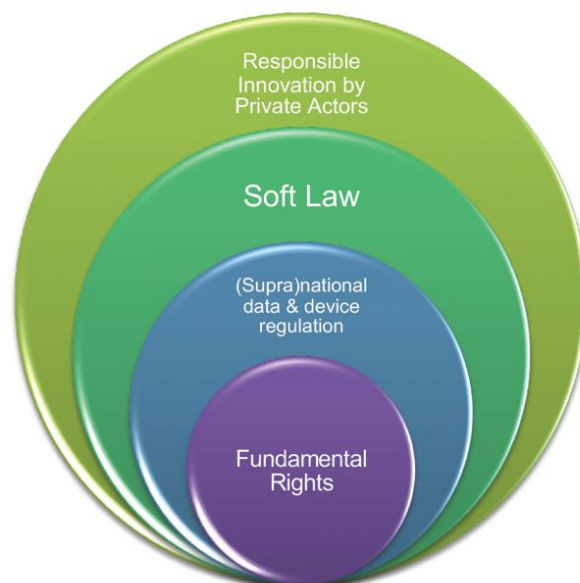 Responsible
Innovation by
Private Actors
Soft Law
(Supra)national
data & device
regulation
Fundamental
Rights